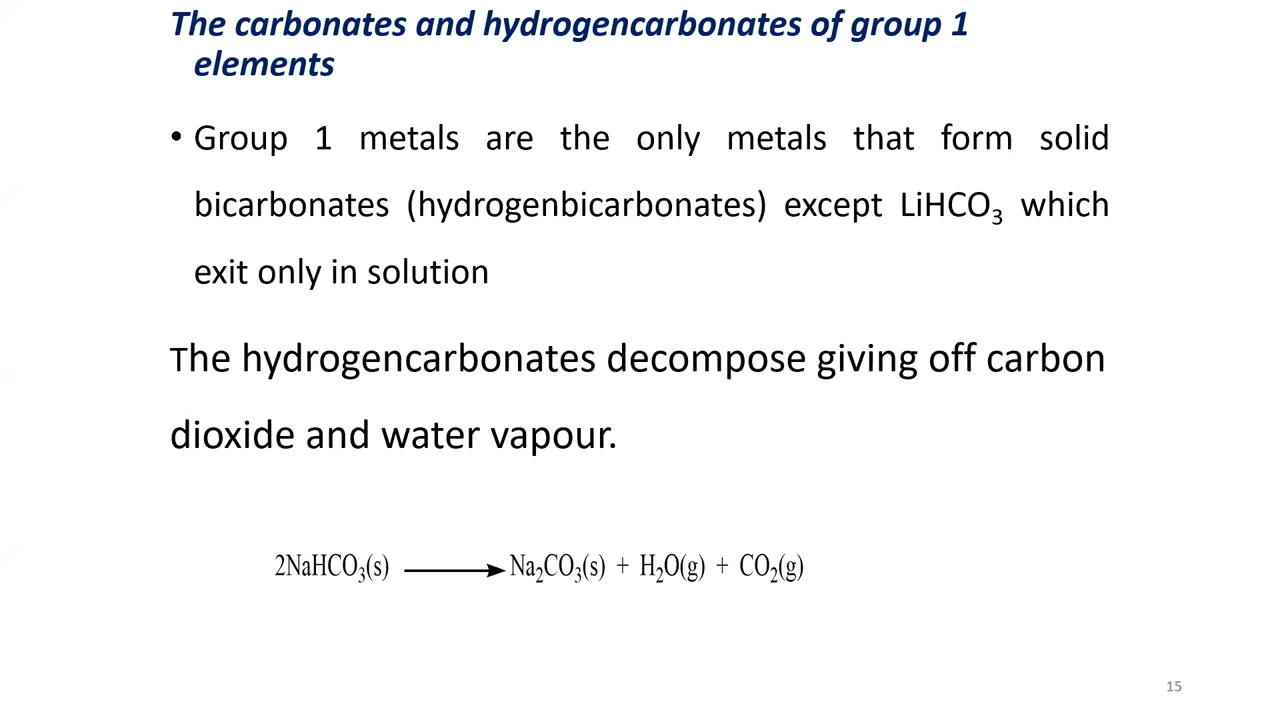 The carbonates and hydrogencarbonates of group 1
elements
• Group 1 metals are the only metals that form solid
bicarbonates (hydrogenbicarbonates) except LiHCO₃ which
exit only in solution
The hydrogencarbonates decompose giving off carbon
dioxide and water vapour.
2NaHCO₃(s) ⟶ Na₂CO₃(s) + H₂O(g) + CO₂(g)
15